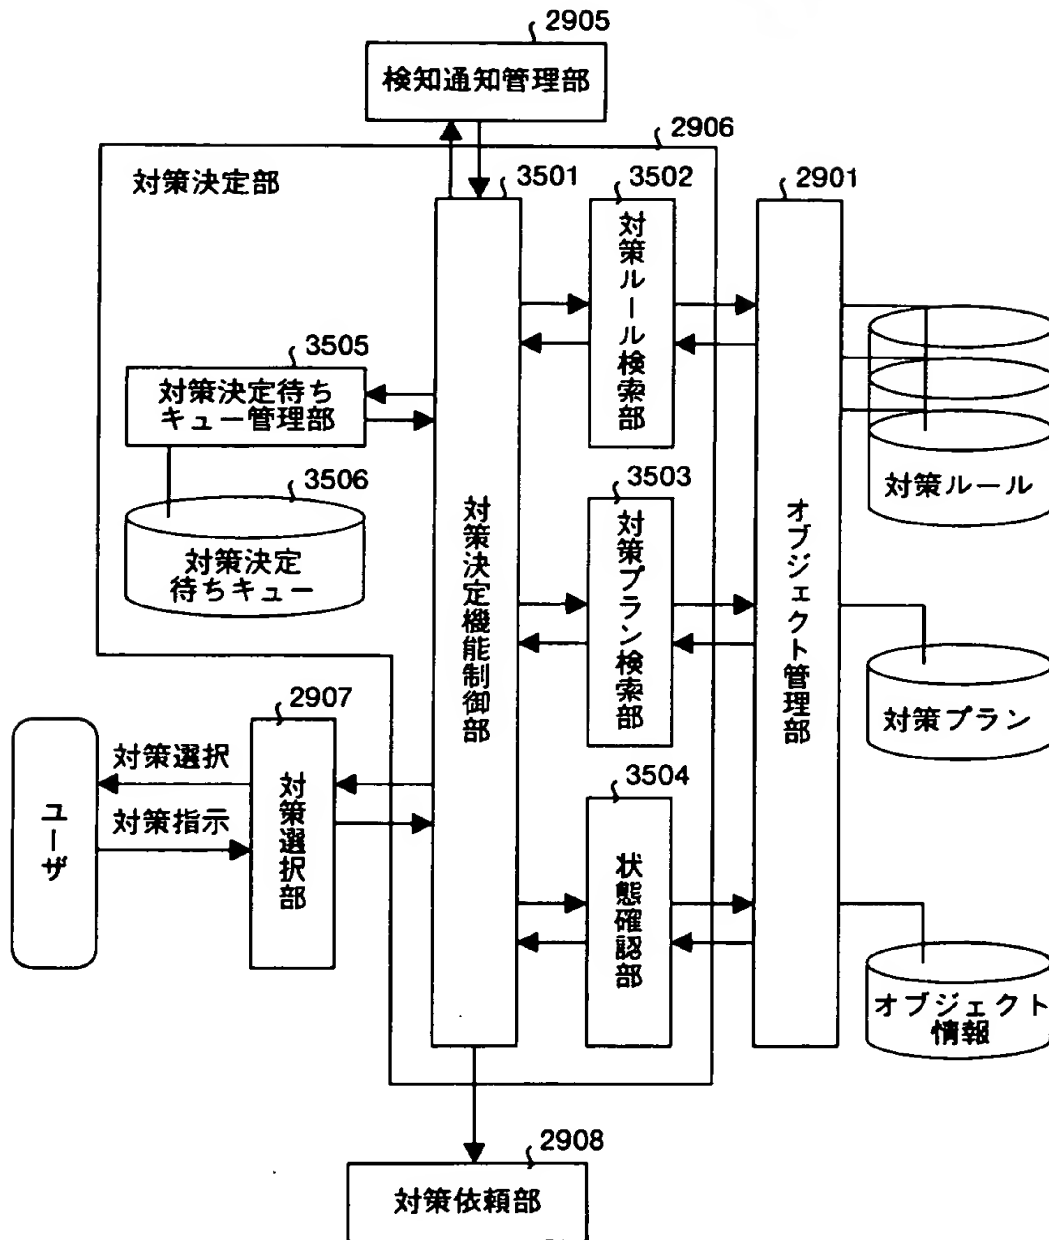 2905
検知通知管理部
2906
対策決定部
3501
3502
2901
対策ルール検索部
3505
対策決定待ち
キュー管理部
対策ルール
3506
対策決定
待ちキュー
対策決定機能制御部
3503
対策プラン検索部
オブジェクト管理部
対策プラン
2907
対策選択
対策指示
ユーザ
対策選択部
3504
状態確認部
オブジェクト
情報
2908
対策依頼部